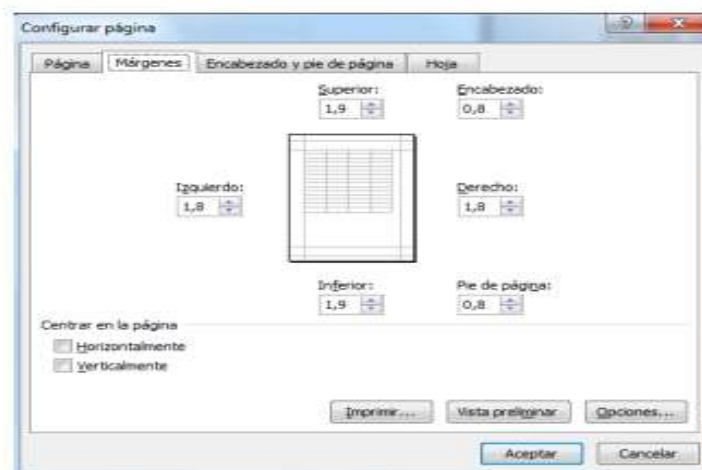 Configurar página
Página Márgenes Encabezado y pie de página Hoja
Superior: Encabezado:
1,9 0,8
Izquierdo: Derecho:
1,8 1,8
Inferior: Pie de página:
1,9 0,8
Centrar en la página
Horizontalmente
Verticalmente
Imprimir... Vista preliminar Opciones...
Aceptar Cancelar